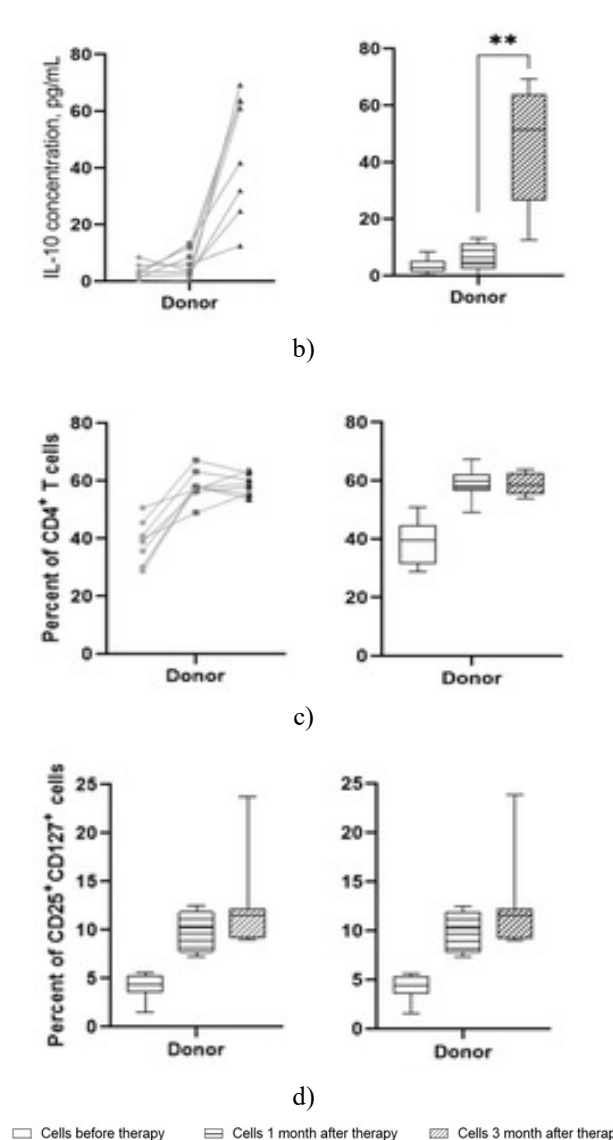 IL-10 concentration, pg/mL
80
60
40
20
0
Donor
80
60
40
20
0
**
Donor
b)
Percent of CD4+ T cells
80
60
40
20
0
Donor
80
60
40
20
0
Donor
c)
Percent of CD25+CD127+ cells
25
20
15
10
5
0
Donor
25
20
15
10
5
0
Donor
d)
Cells before therapy Cells 1 month after therapy Cells 3 month after therap